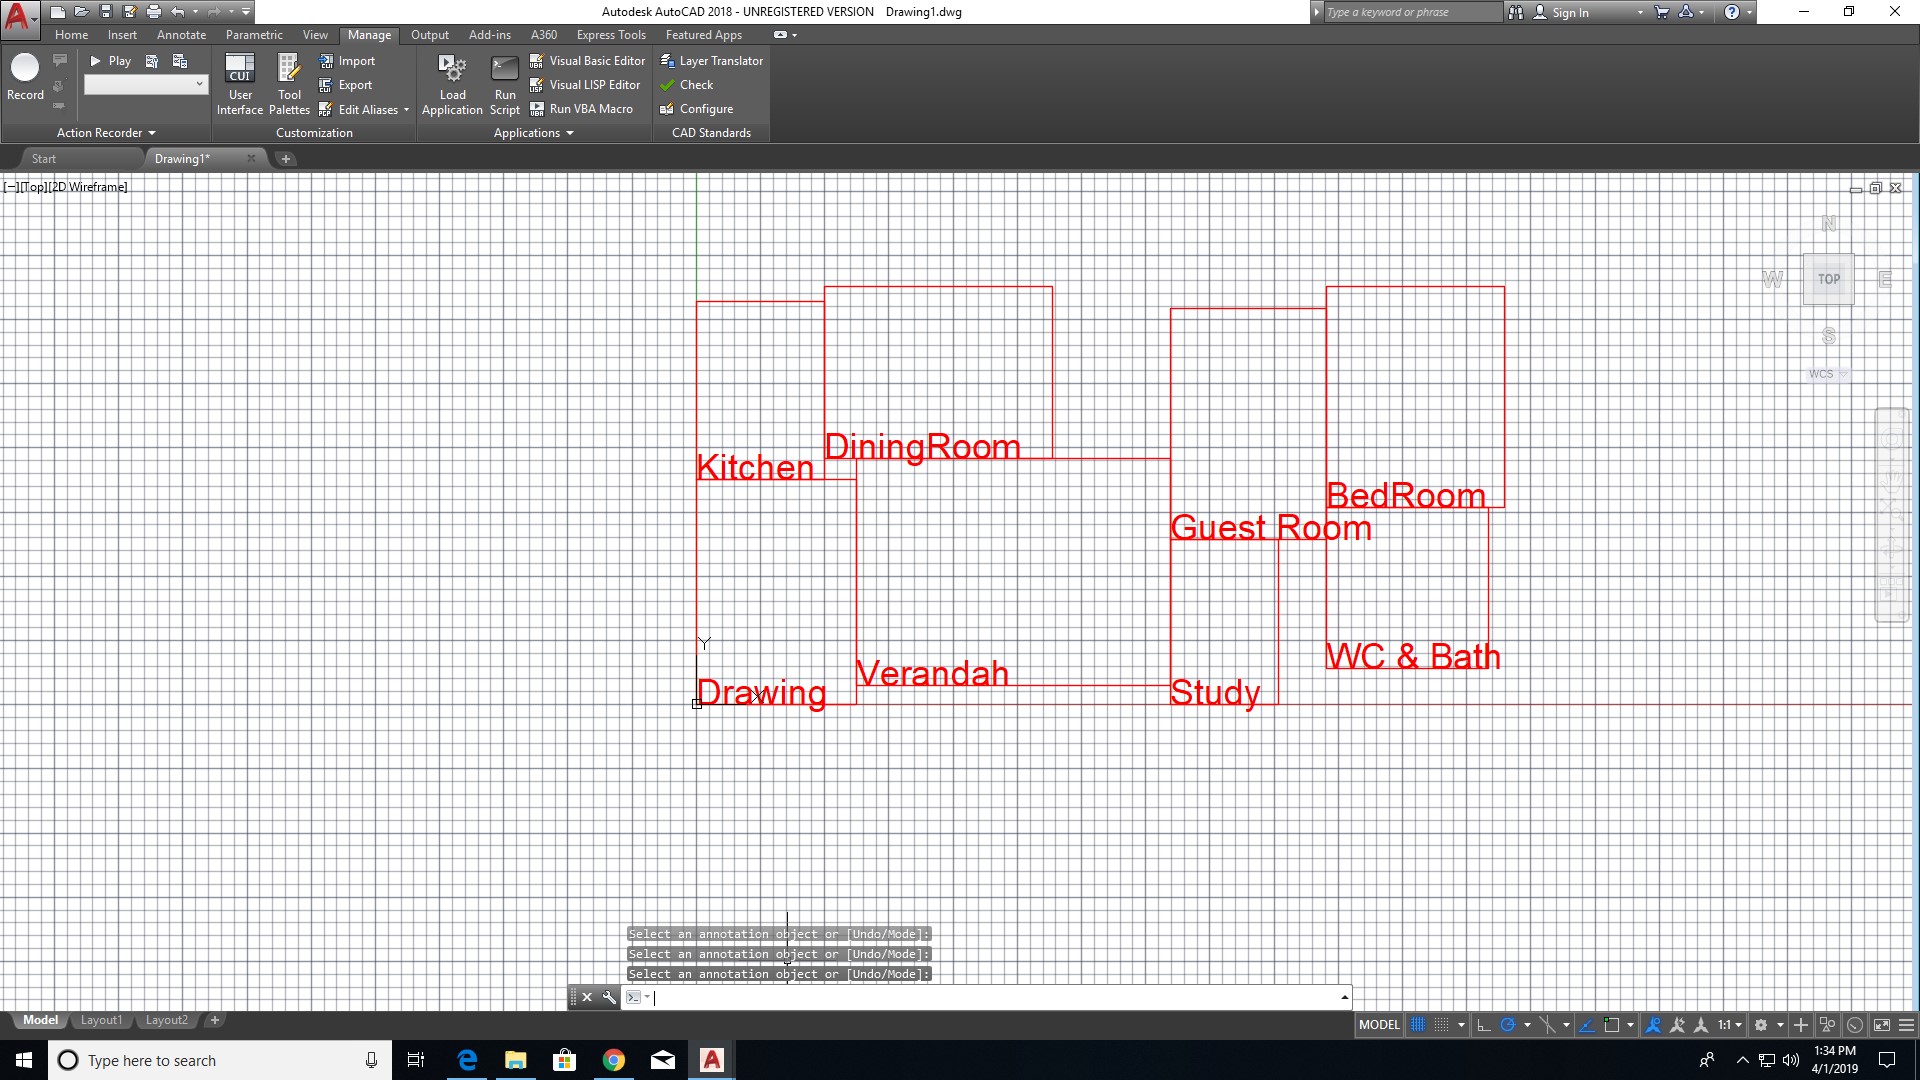 Autodesk AutoCAD 2018 - UNREGISTERED VERSION Drawing1.dwg
Type a keyword or phrase
Sign In
Home Insert Annotate Parametric View Manage Output Add-ins A360 Express Tools Featured Apps
Record
Play
Action Recorder
CUI
User Interface
Tool Palettes
Import
Export
Edit Aliases
Customization
Load Application
Run Script
Visual Basic Editor
Visual LISP Editor
Run VBA Macro
Applications
Layer Translator
Check
Configure
CAD Standards
Start
Drawing1*
[−][Top][2D Wireframe]
N
W
TOP
E
S
WCS
DiningRoom
Kitchen
BedRoom
Guest Room
WC & Bath
Verandah
Drawing
Study
Y
X
Select an annotation object or [Undo/Mode]:
Select an annotation object or [Undo/Mode]:
Select an annotation object or [Undo/Mode]:
Model Layout1 Layout2
MODEL
1:1
Type here to search
1:34 PM
4/1/2019